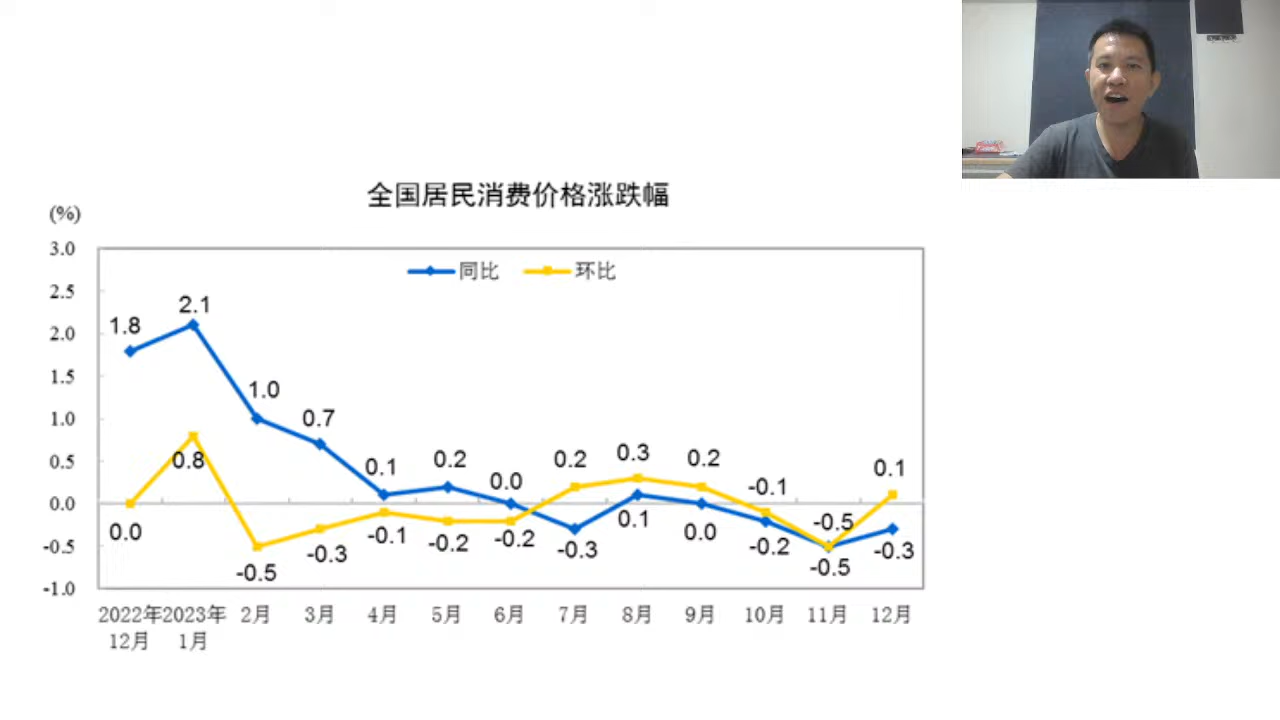 全国居民消费价格涨跌幅
(%)
同比 环比
3.0
2.5
2.0
1.5
1.0
0.5
0.0
-0.5
-1.0
1.8 2.1 1.0 0.7 0.1 0.2 0.0 -0.3 0.1 0.0 -0.2 -0.5 -0.3
0.0 0.8 -0.5 -0.3 -0.1 -0.2 -0.2 0.2 0.3 0.2 -0.1 -0.5 0.1
2022年 2023年 2月 3月 4月 5月 6月 7月 8月 9月 10月 11月 12月
12月 1月